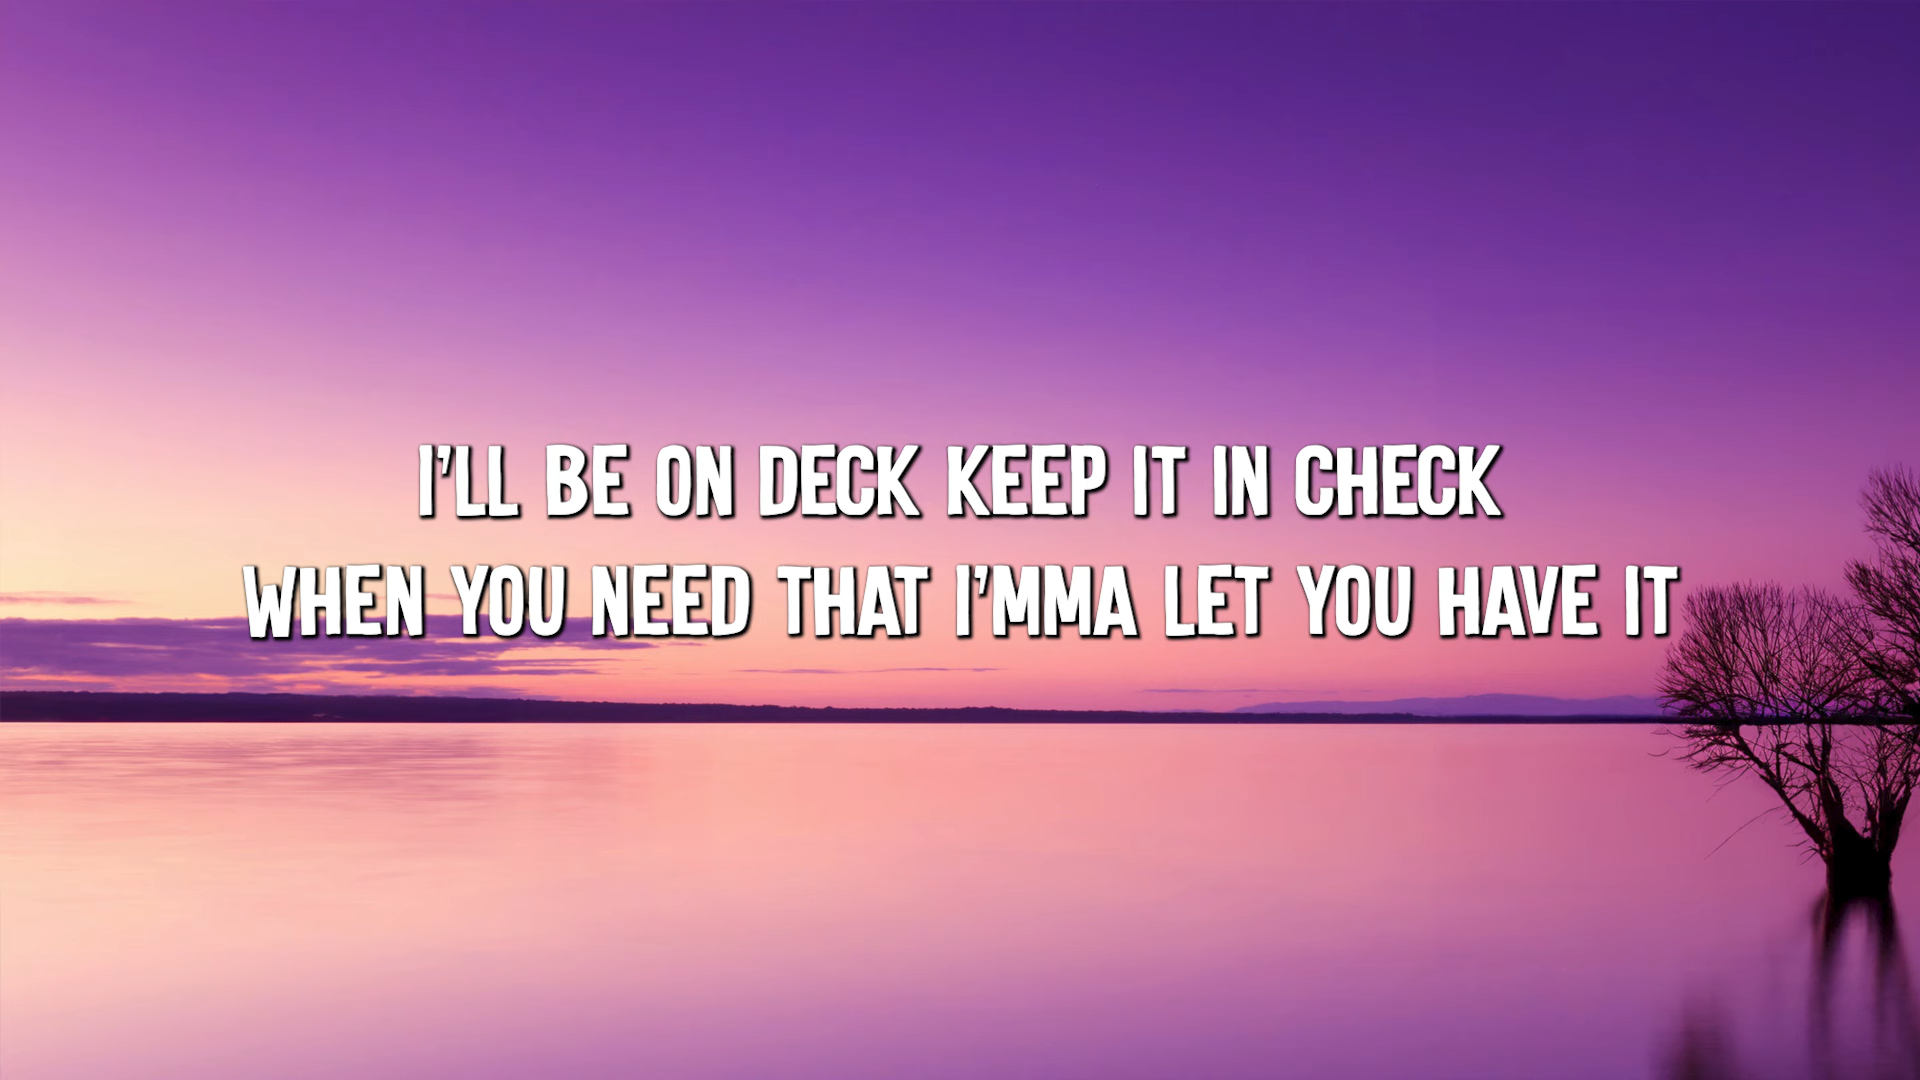 I'LL BE ON DECK KEEP IT IN CHECK
WHEN YOU NEED THAT I'MMA LET YOU HAVE IT